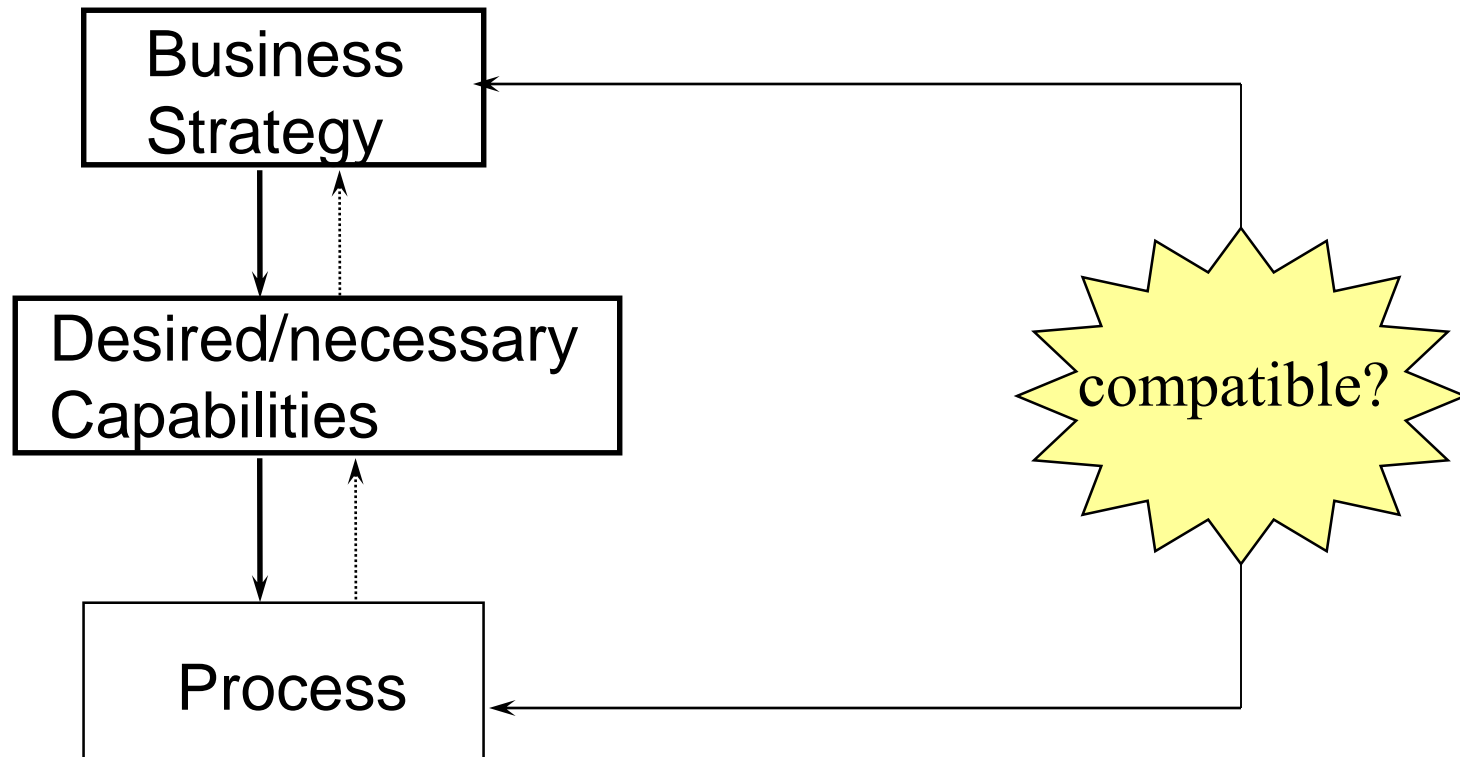 Business
Strategy
Desired/necessary
Capabilities
compatible?
Process